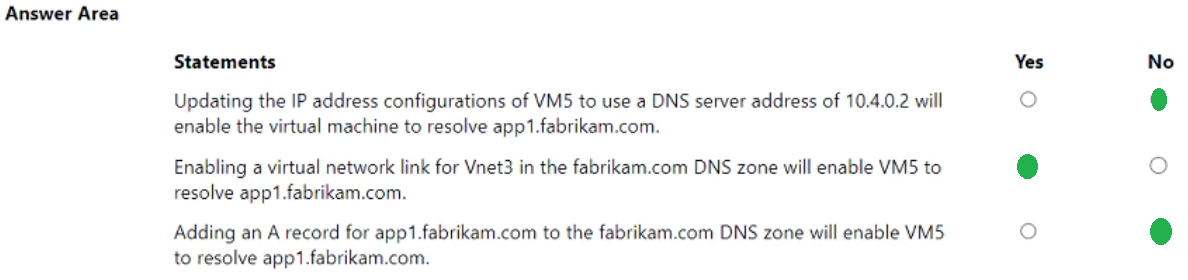 Answer Area
Statements Yes No
Updating the IP address configurations of VM5 to use a DNS server address of 10.4.0.2 will
enable the virtual machine to resolve app1.fabrikam.com.
Enabling a virtual network link for Vnet3 in the fabrikam.com DNS zone will enable VM5 to
resolve app1.fabrikam.com.
Adding an A record for app1.fabrikam.com to the fabrikam.com DNS zone will enable VM5
to resolve app1.fabrikam.com.